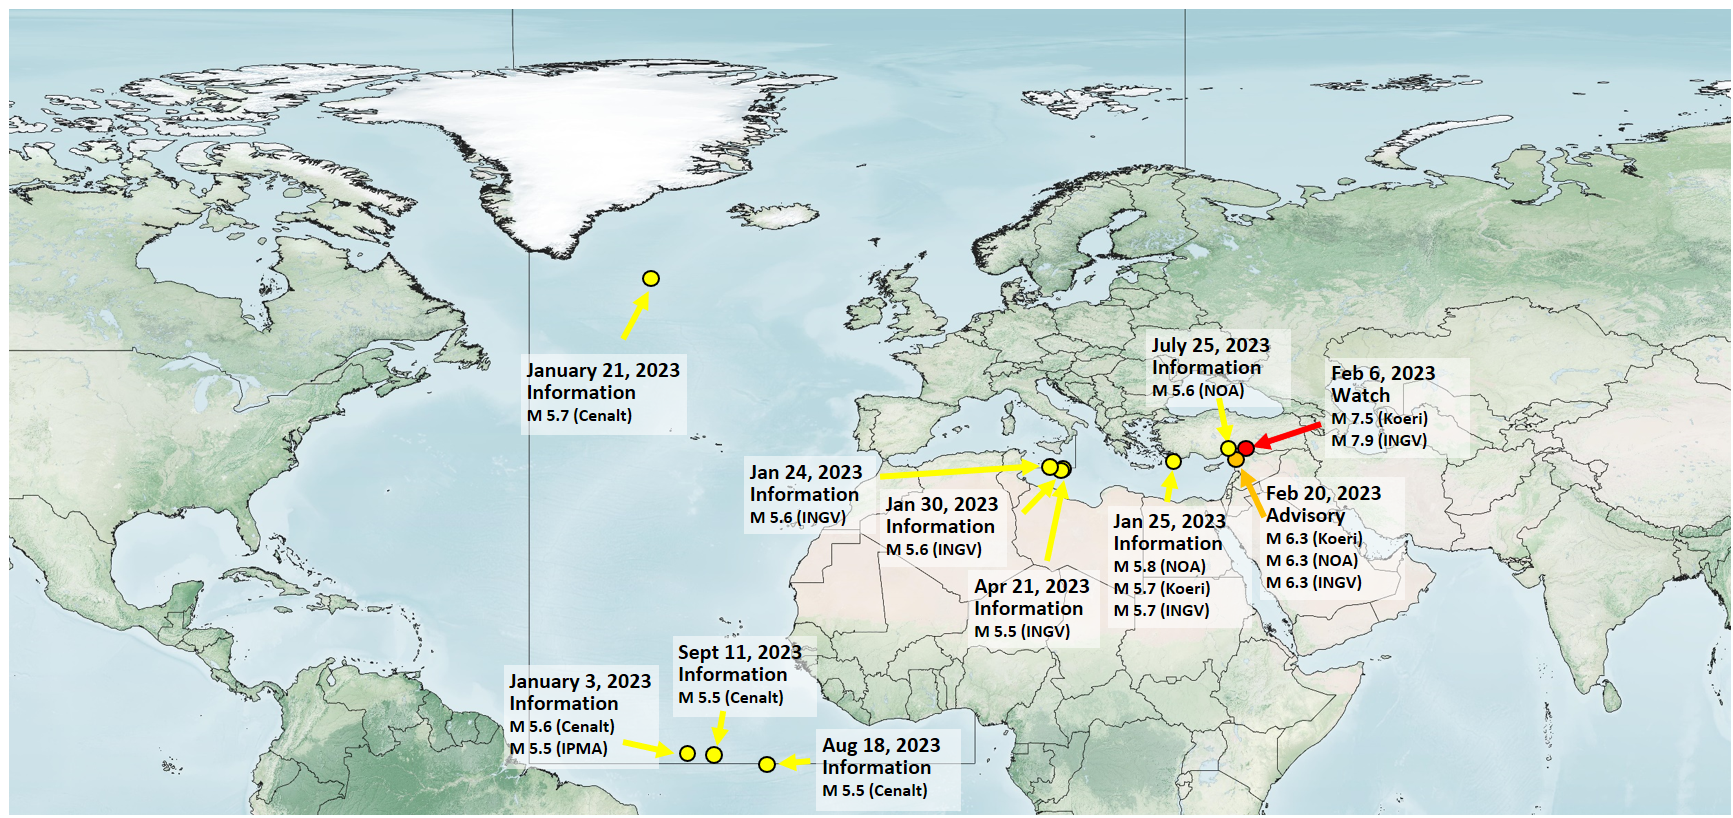 July 25, 2023
Information
M 5.6 (NOA)
Feb 6, 2023
Watch
M 7.5 (Koeri)
M 7.9 (INGV)
January 21, 2023
Information
M 5.7 (Cenalt)
Jan 24, 2023
Information
M 5.6 (INGV)
Jan 30, 2023
Information
M 5.6 (INGV)
Apr 21, 2023
Information
M 5.5 (INGV)
Jan 25, 2023
Information
M 5.8 (NOA)
M 5.7 (Koeri)
M 5.7 (INGV)
Feb 20, 2023
Advisory
M 6.3 (Koeri)
M 6.3 (NOA)
M 6.3 (INGV)
Sept 11, 2023
Information
M 5.5 (Cenalt)
January 3, 2023
Information
M 5.6 (Cenalt)
M 5.5 (IPMA)
Aug 18, 2023
Information
M 5.5 (Cenalt)